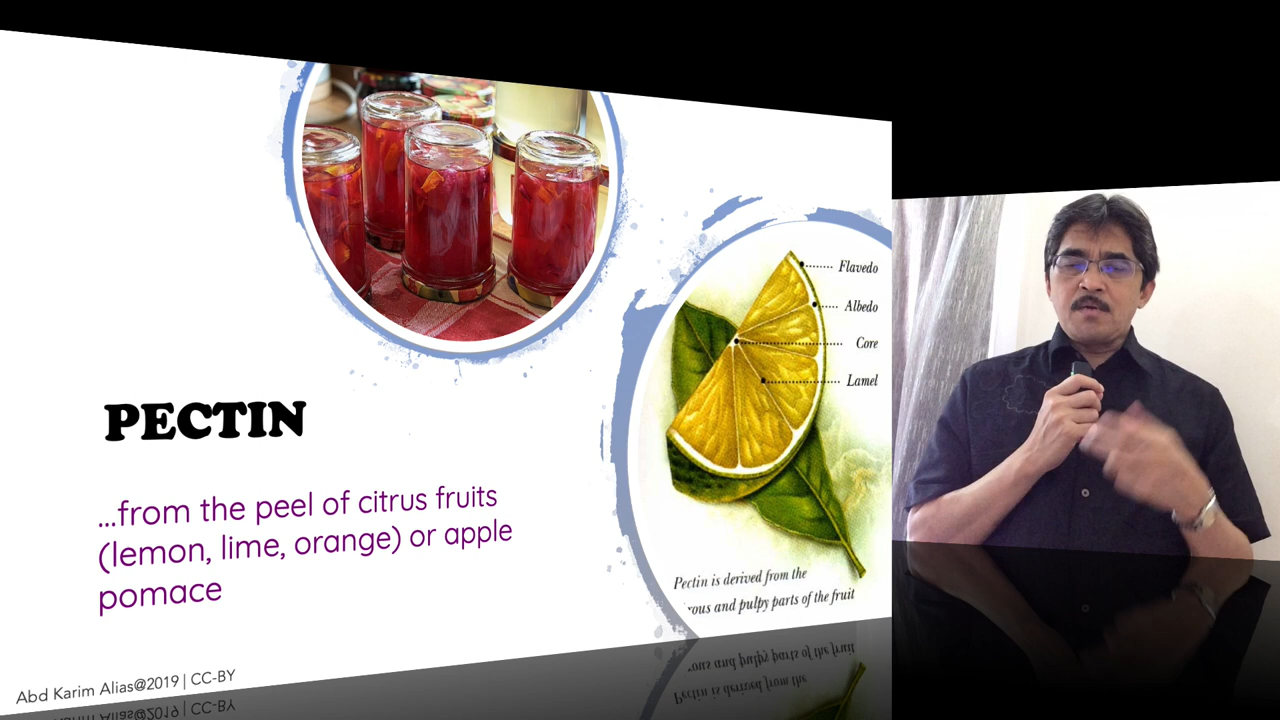 Flavedo
Albedo
Core
Lamel
PECTIN
...from the peel of citrus fruits
(lemon, lime, orange) or apple
pomace
Pectin is derived from the
and pulpy parts of the fruit
Abd Karim Alias@2019 | CC-BY